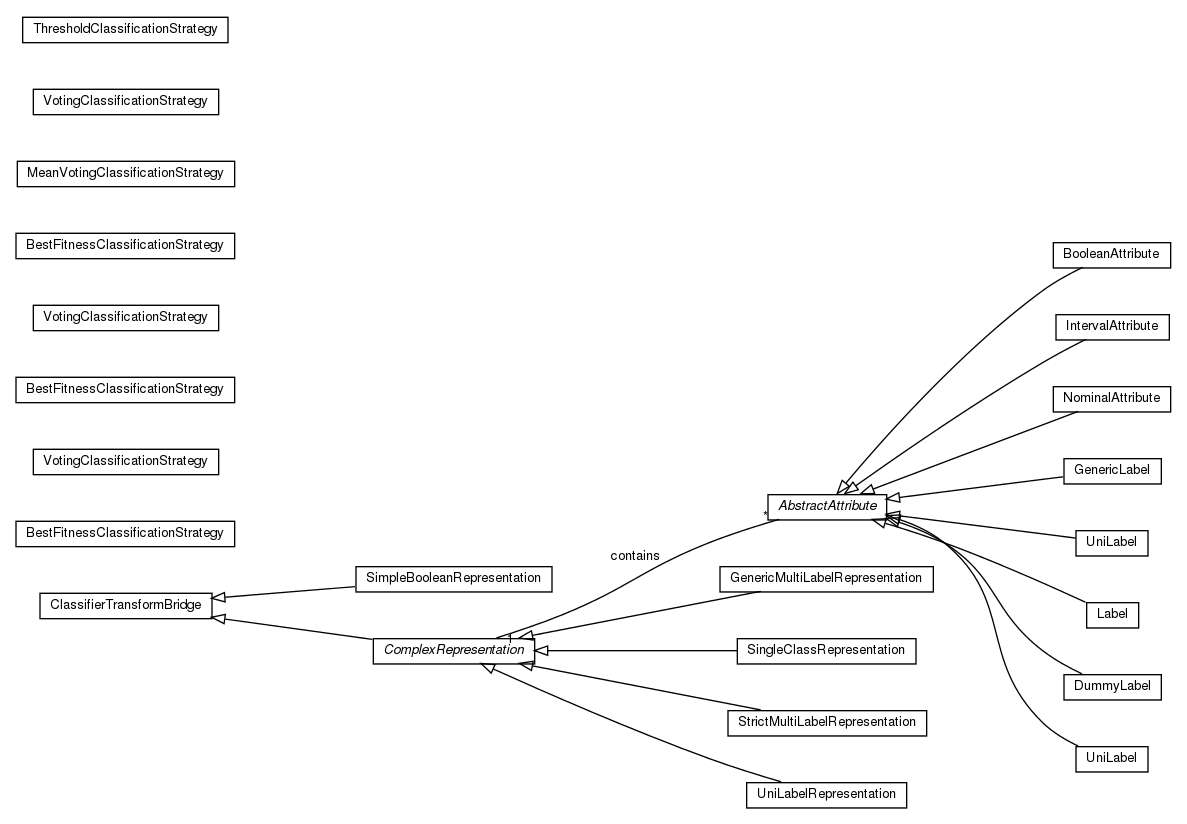 ThresholdClassificationStrategy
VotingClassificationStrategy
MeanVotingClassificationStrategy
BestFitnessClassificationStrategy
VotingClassificationStrategy
BestFitnessClassificationStrategy
VotingClassificationStrategy
BestFitnessClassificationStrategy
ClassifierTransformBridge
SimpleBooleanRepresentation
ComplexRepresentation
1
contains
*
GenericMultiLabelRepresentation
SingleClassRepresentation
StrictMultiLabelRepresentation
UniLabelRepresentation
AbstractAttribute
BooleanAttribute
IntervalAttribute
NominalAttribute
GenericLabel
UniLabel
Label
DummyLabel
UniLabel